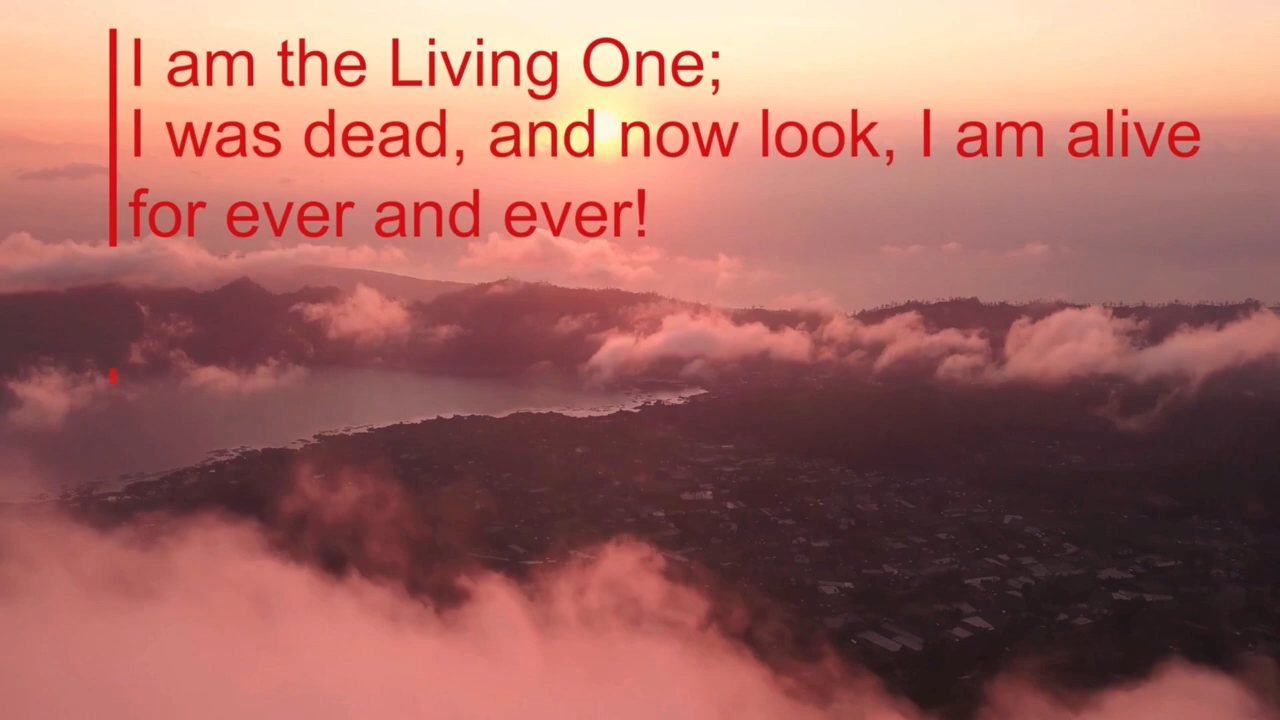 I am the Living One;
I was dead, and now look, I am alive
for ever and ever!